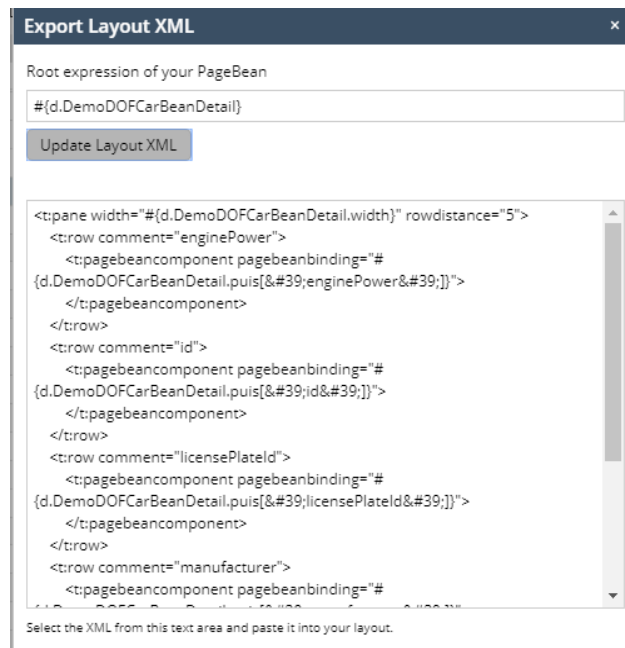 Export Layout XML ×
Root expression of your PageBean
#{d.DemoDOFCarBeanDetail}
Update Layout XML
<t:pane width="#{d.DemoDOFCarBeanDetail.width}" rowdistance="5">
<t:row comment="enginePower">
<t:pagebeancomponent pagebeanbinding="#
{d.DemoDOFCarBeanDetail.puis[&#39;enginePower&#39;]}">
</t:pagebeancomponent>
</t:row>
<t:row comment="id">
<t:pagebeancomponent pagebeanbinding="#
{d.DemoDOFCarBeanDetail.puis[&#39;id&#39;]}">
</t:pagebeancomponent>
</t:row>
<t:row comment="licensePlateId">
<t:pagebeancomponent pagebeanbinding="#
{d.DemoDOFCarBeanDetail.puis[&#39;licensePlateId&#39;]}">
</t:pagebeancomponent>
</t:row>
<t:row comment="manufacturer">
<t:pagebeancomponent pagebeanbinding="#
Select the XML from this text area and paste it into your layout.